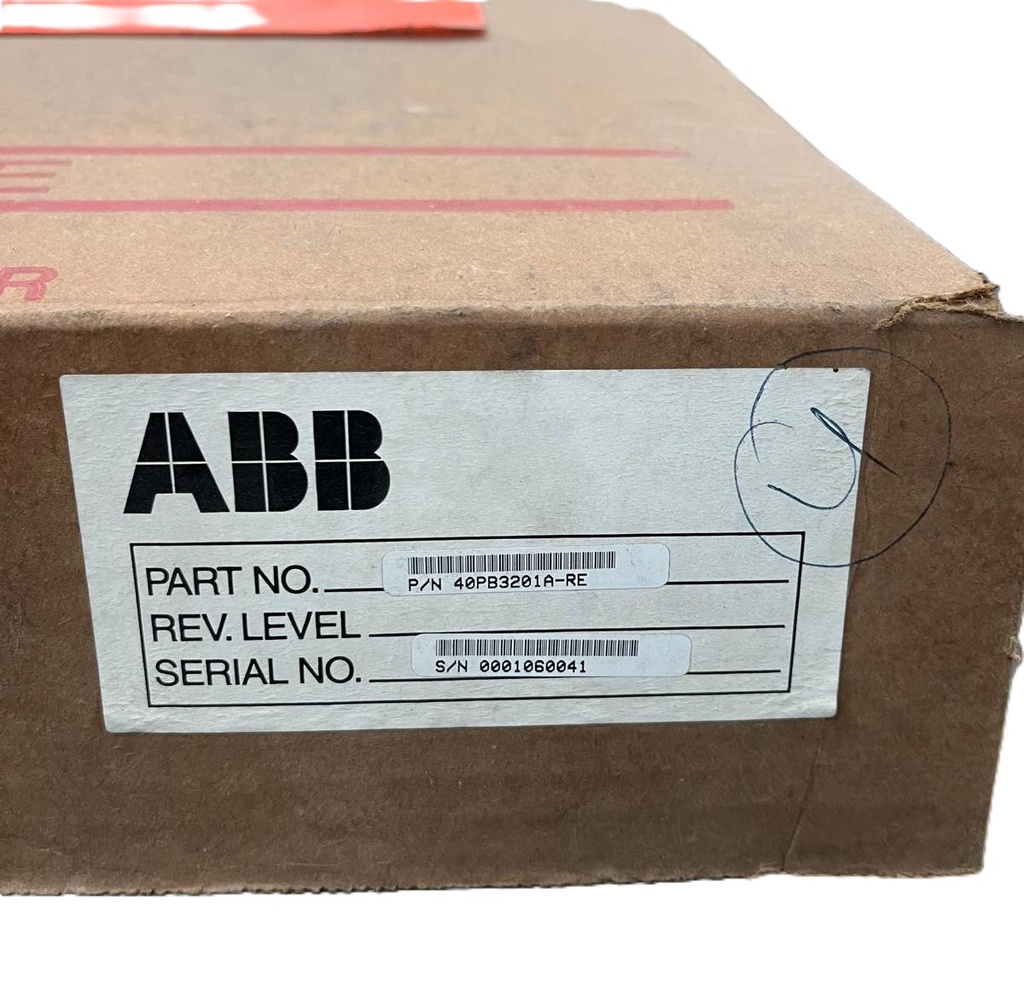 E
R
ABB
PART NO. P/N 40PB3201A-RE
REV. LEVEL
SERIAL NO. S/N 0001060041